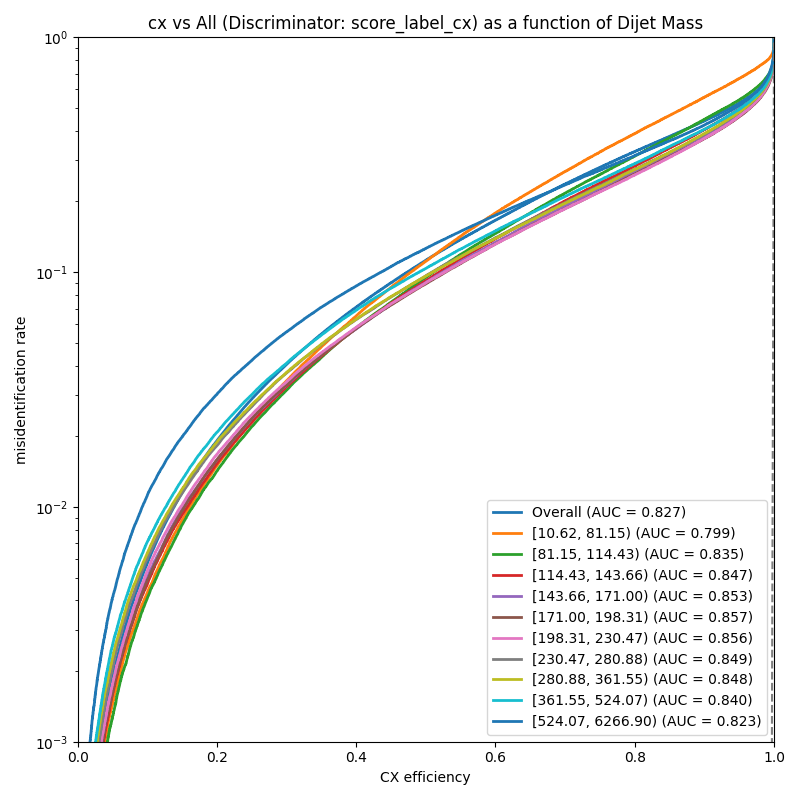 cx vs All (Discriminator: score_label_cx) as a function of Dijet Mass
10^0
10^-1
10^-2
10^-3
misidentification rate
Overall (AUC = 0.827)
[10.62, 81.15) (AUC = 0.799)
[81.15, 114.43) (AUC = 0.835)
[114.43, 143.66) (AUC = 0.847)
[143.66, 171.00) (AUC = 0.853)
[171.00, 198.31) (AUC = 0.857)
[198.31, 230.47) (AUC = 0.856)
[230.47, 280.88) (AUC = 0.849)
[280.88, 361.55) (AUC = 0.848)
[361.55, 524.07) (AUC = 0.840)
[524.07, 6266.90) (AUC = 0.823)
0.0 0.2 0.4 0.6 0.8 1.0
CX efficiency